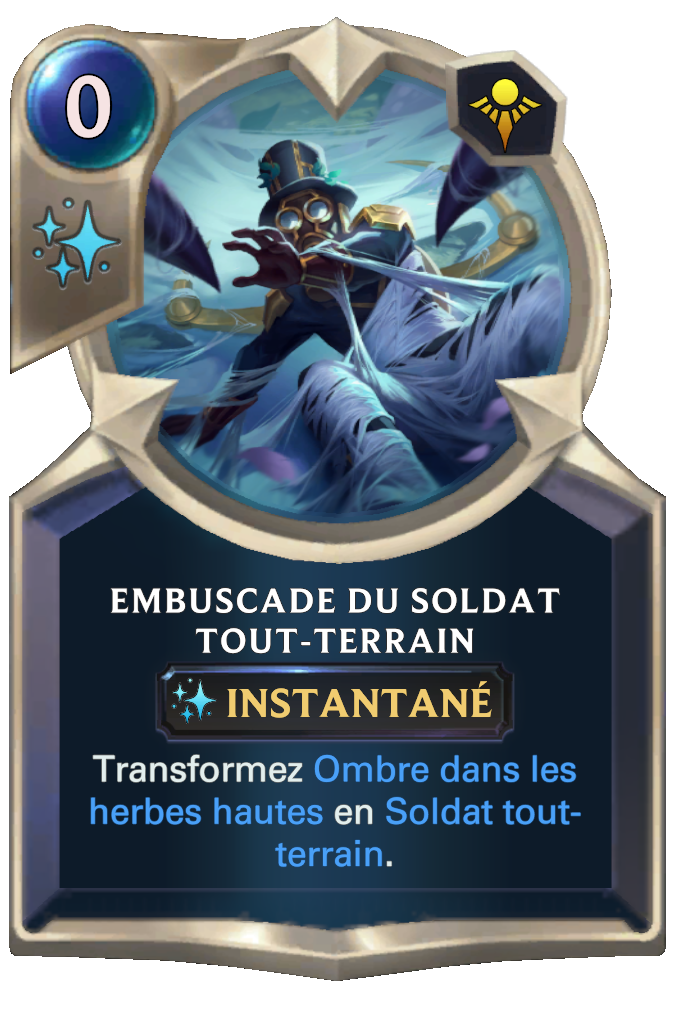 0
EMBUSCADE DU SOLDAT
TOUT-TERRAIN
INSTANTANÉ
Transformez Ombre dans les
herbes hautes en Soldat tout-
terrain.